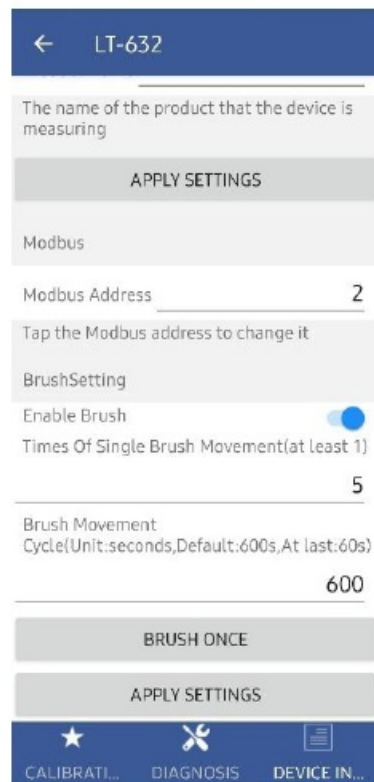 LT-632
The name of the product that the device is
measuring
APPLY SETTINGS
Modbus
Modbus Address 2
Tap the Modbus address to change it
BrushSetting
Enable Brush
Times Of Single Brush Movement(at least 1)
5
Brush Movement
Cycle(Unit:seconds,Default:600s,At last:60s)
600
BRUSH ONCE
APPLY SETTINGS
CALIBRATI... DIAGNOSIS DEVICE IN...